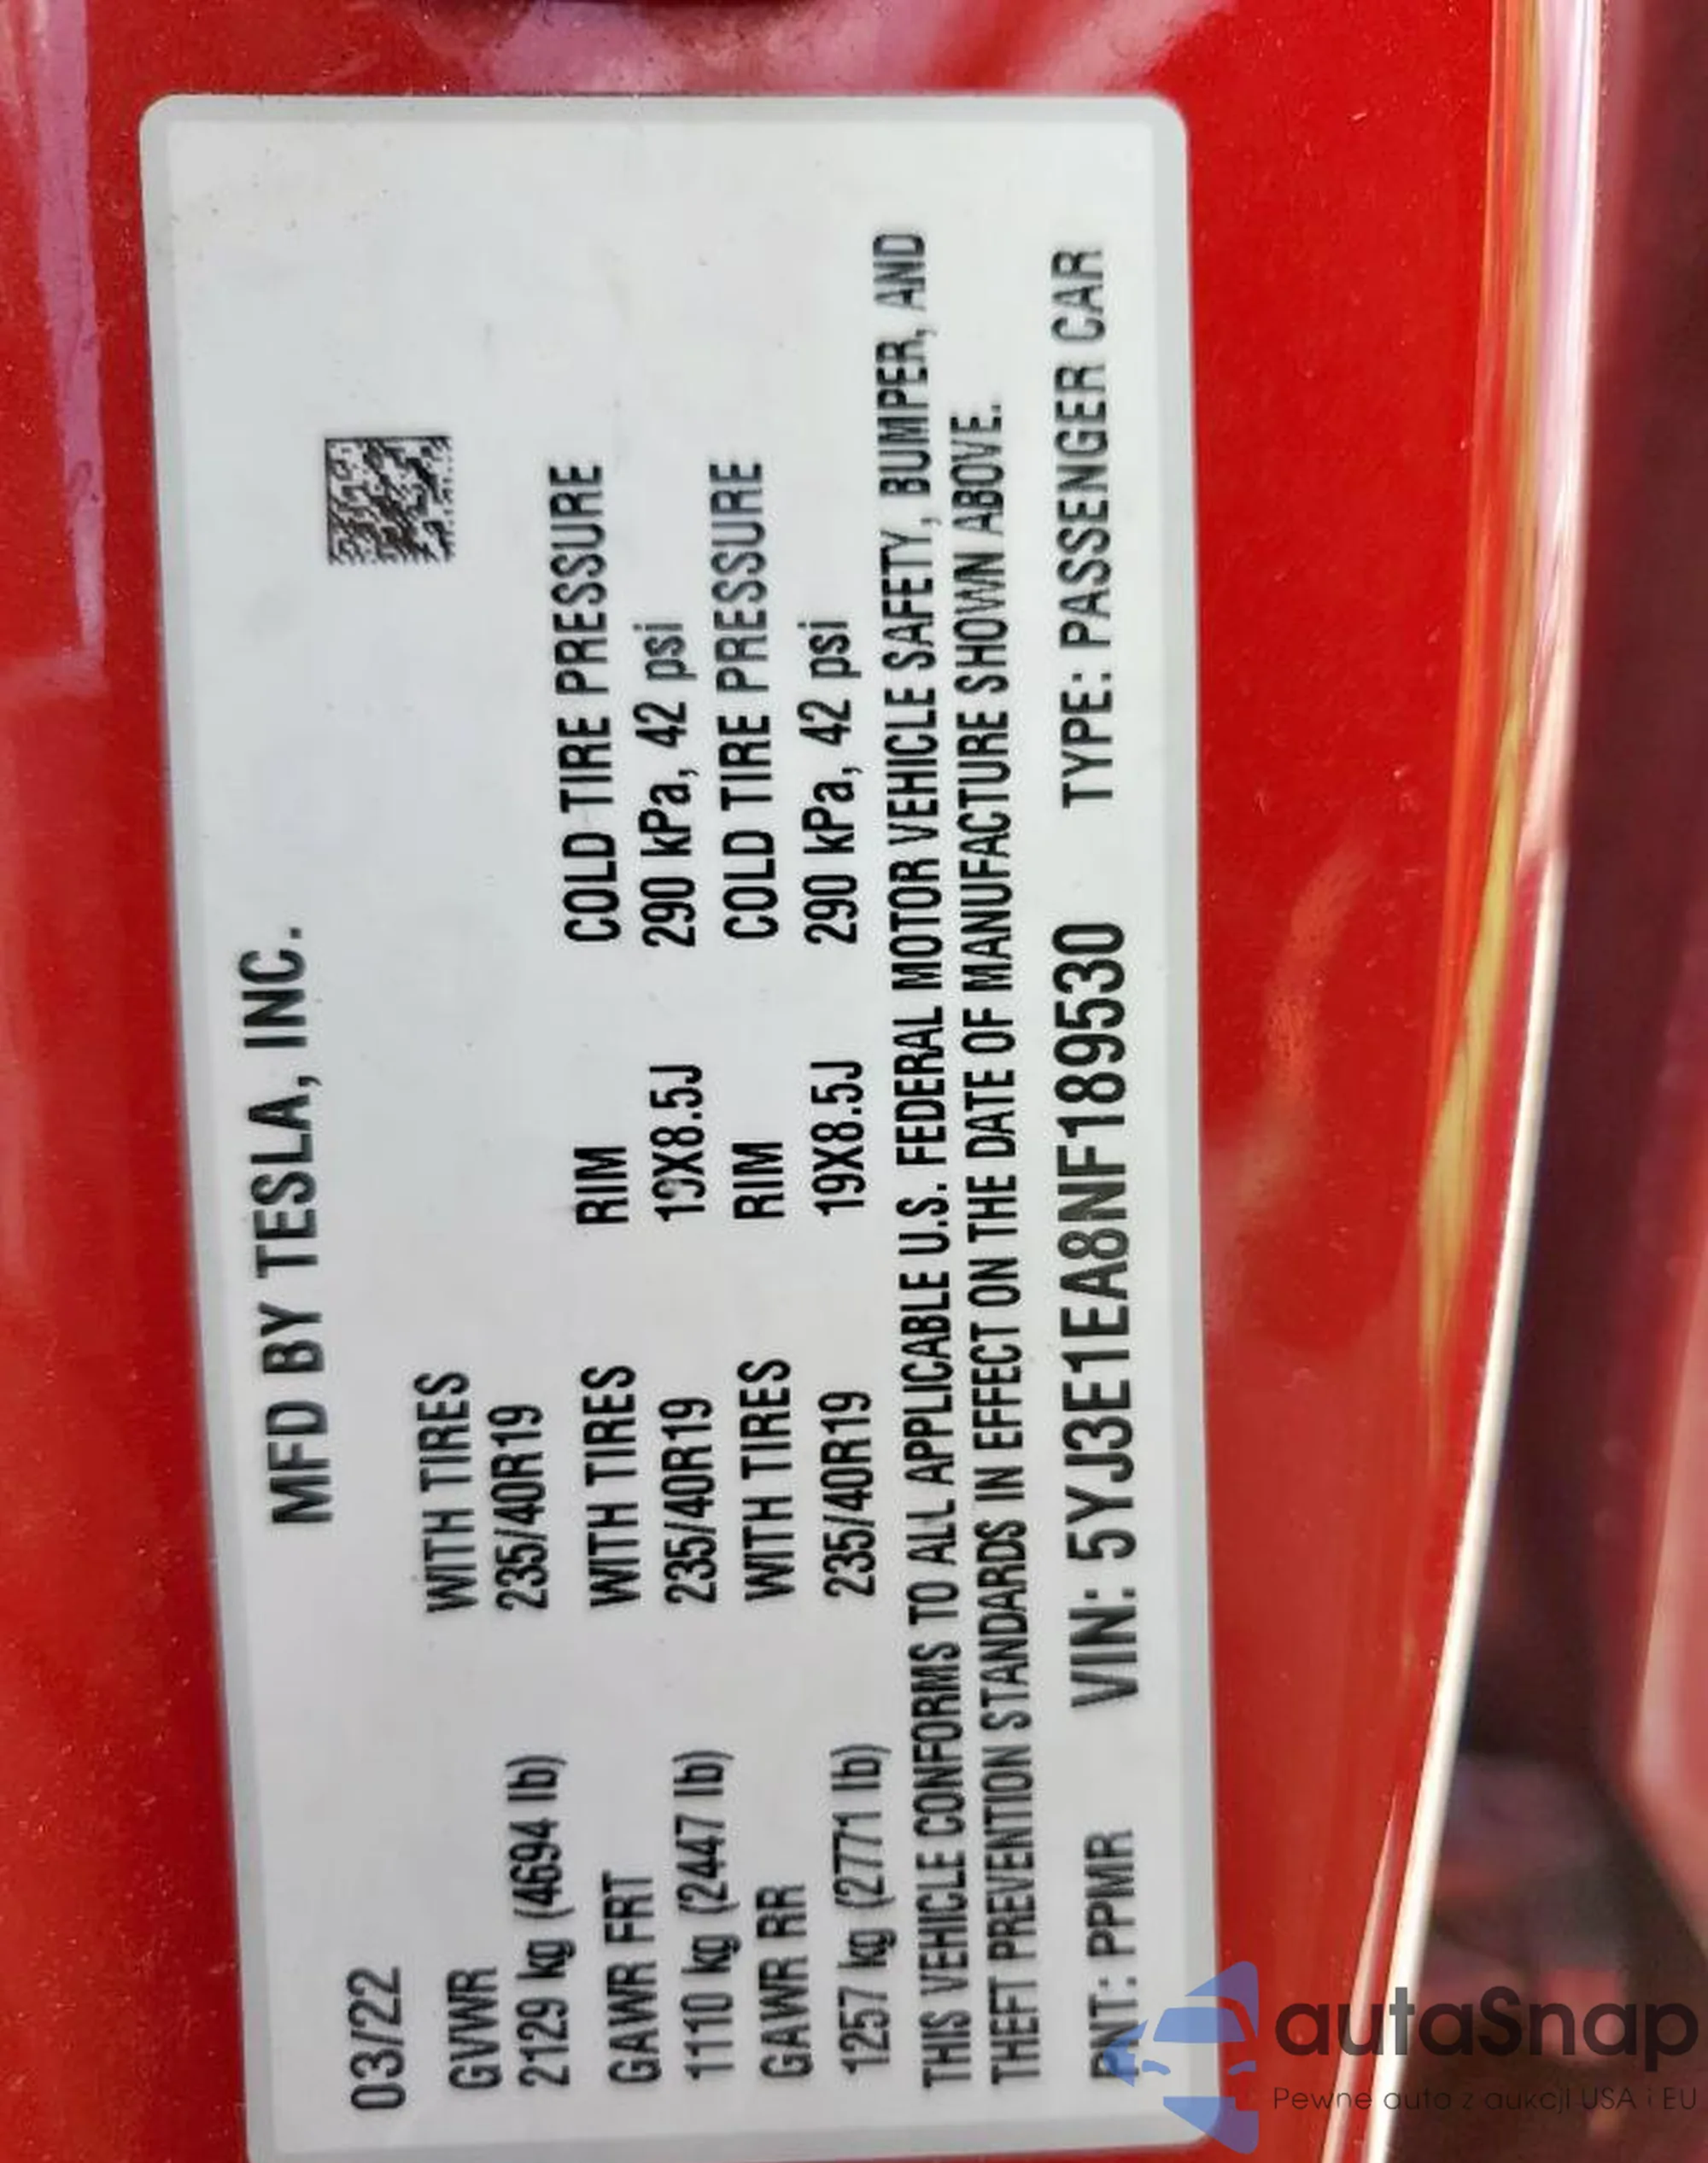 MFD BY TESLA, INC.
03/22
GVWR WITH TIRES
2129 kg (4694 lb) 235/40R19
GAWR FRT WITH TIRES RIM COLD TIRE PRESSURE
1110 kg (2447 lb) 235/40R19 19X8.5J 290 kPa, 42 psi
GAWR RR WITH TIRES RIM COLD TIRE PRESSURE
1257 kg (2771 lb) 235/40R19 19X8.5J 290 kPa, 42 psi
THIS VEHICLE CONFORMS TO ALL APPLICABLE U.S. FEDERAL MOTOR VEHICLE SAFETY, BUMPER, AND
THEFT PREVENTION STANDARDS IN EFFECT ON THE DATE OF MANUFACTURE SHOWN ABOVE.
PNT: PPMR VIN: 5YJ3E1EA8NF189530 TYPE: PASSENGER CAR
autaSnap
Pewne auta z aukcji USA i EU